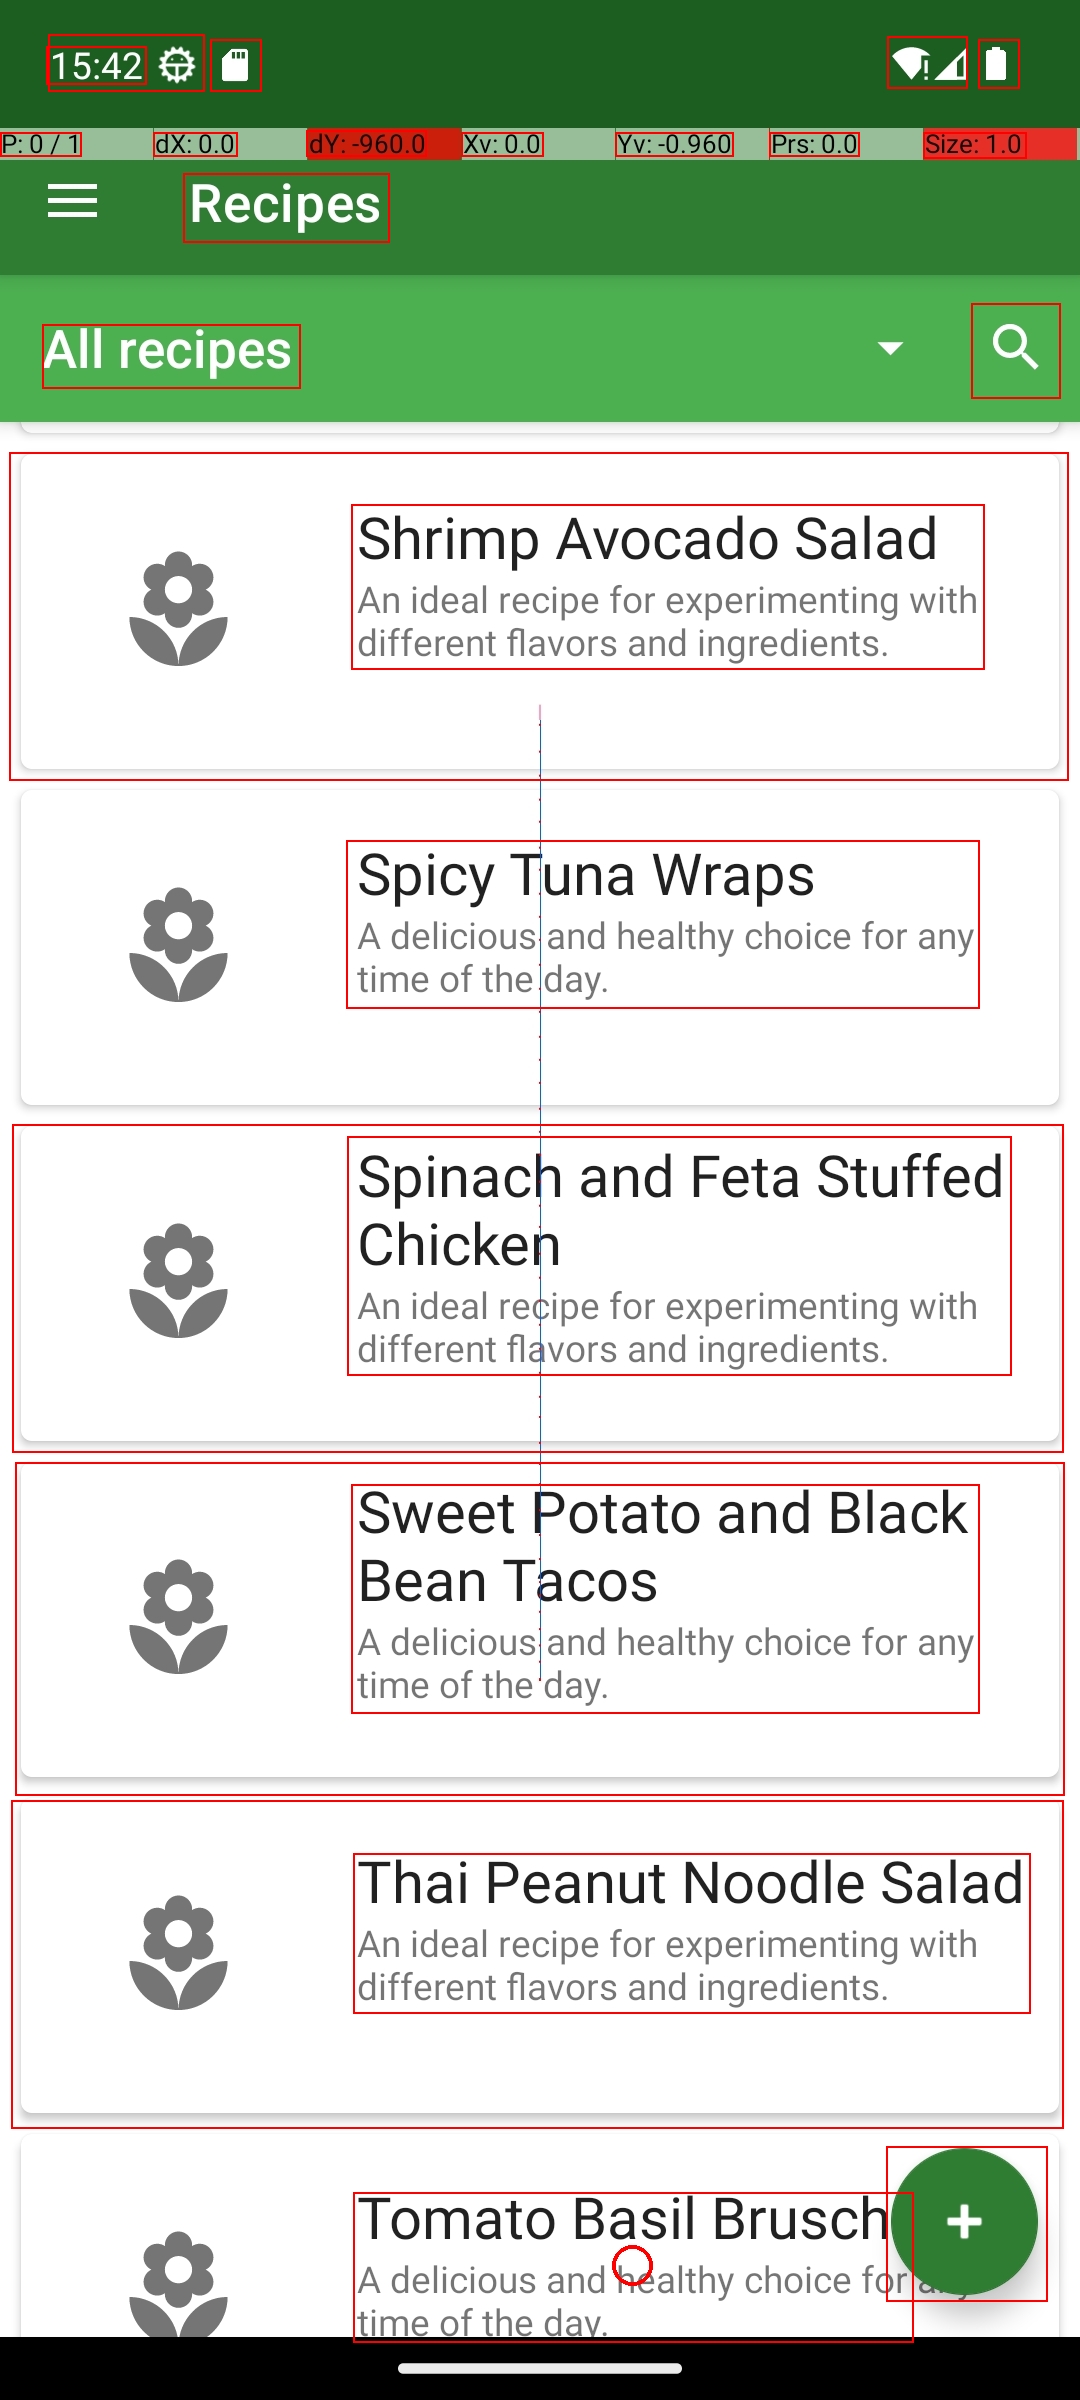 15:42
P: 0 / 1 dX: 0.0 dY: -960.0 Xv: 0.0 Yv: -0.960 Prs: 0.0 Size: 1.0
Recipes
All recipes
Shrimp Avocado Salad
An ideal recipe for experimenting with
different flavors and ingredients.
Spicy Tuna Wraps
A delicious and healthy choice for any
time of the day.
Spinach and Feta Stuffed
Chicken
An ideal recipe for experimenting with
different flavors and ingredients.
Sweet Potato and Black
Bean Tacos
A delicious and healthy choice for any
time of the day.
Thai Peanut Noodle Salad
An ideal recipe for experimenting with
different flavors and ingredients.
Tomato Basil Brusch
A delicious and healthy choice for any
time of the day.